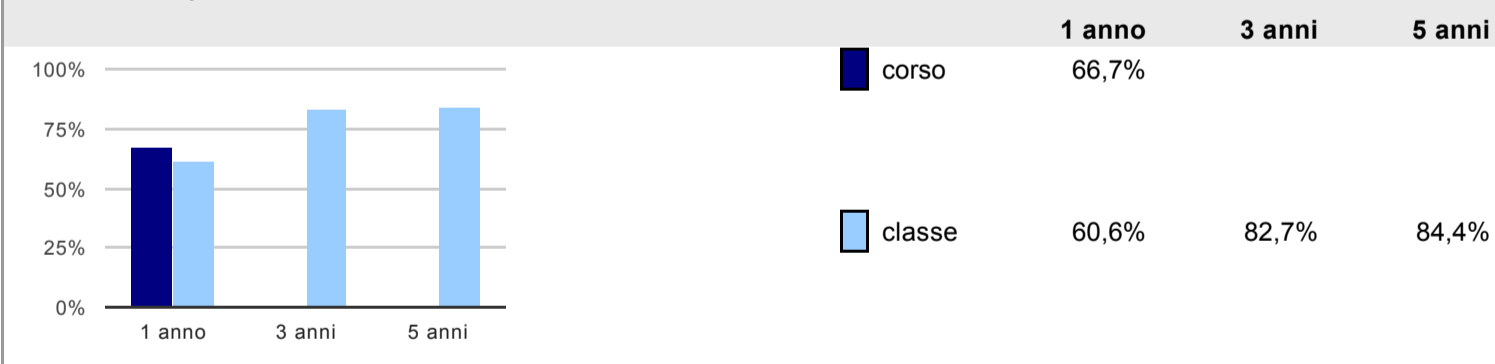 1 anno 3 anni 5 anni
100%
75%
50%
25%
0%
1 anno 3 anni 5 anni
corso 66,7%
classe 60,6% 82,7% 84,4%